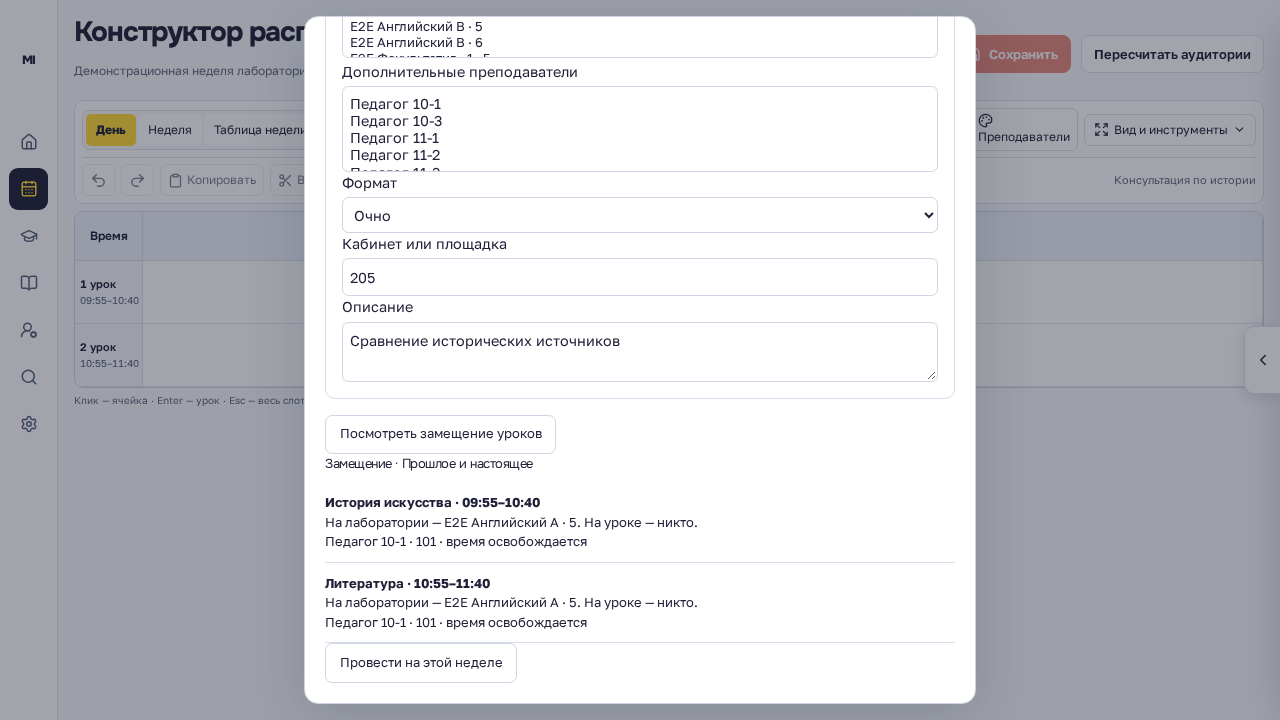 Конструктор расп
Демонстрационная неделя лаборатори
MI
Сохранить
Пересчитать аудитории
День
Неделя
Таблица недели
Преподаватели
Вид и инструменты
Копировать
В
Консультация по истории
Время
1 урок
09:55–10:40
2 урок
10:55–11:40
Клик — ячейка · Enter — урок · Esc — весь слот
E2E Английский B · 5
E2E Английский B · 6
Дополнительные преподаватели
Педагог 10-1
Педагог 10-3
Педагог 11-1
Педагог 11-2
Формат
Очно
Кабинет или площадка
205
Описание
Сравнение исторических источников
Посмотреть замещение уроков
Замещение · Прошлое и настоящее
История искусства · 09:55–10:40
На лаборатории — E2E Английский A · 5. На уроке — никто.
Педагог 10-1 · 101 · время освобождается
Литература · 10:55–11:40
На лаборатории — E2E Английский A · 5. На уроке — никто.
Педагог 10-1 · 101 · время освобождается
Провести на этой неделе